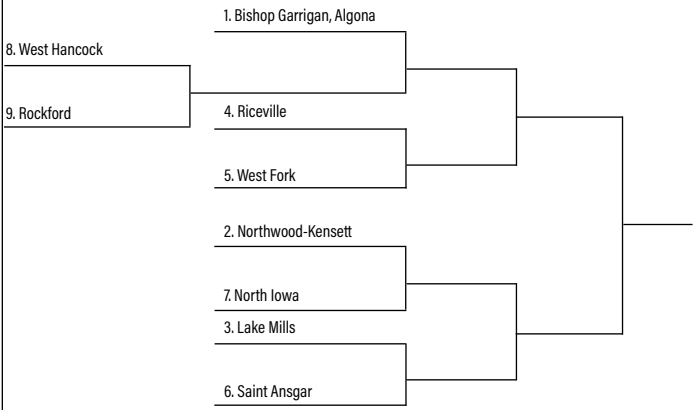 1. Bishop Garrigan, Algona
8. West Hancock
9. Rockford
4. Riceville
5. West Fork
2. Northwood-Kensett
7. North Iowa
3. Lake Mills
6. Saint Ansgar